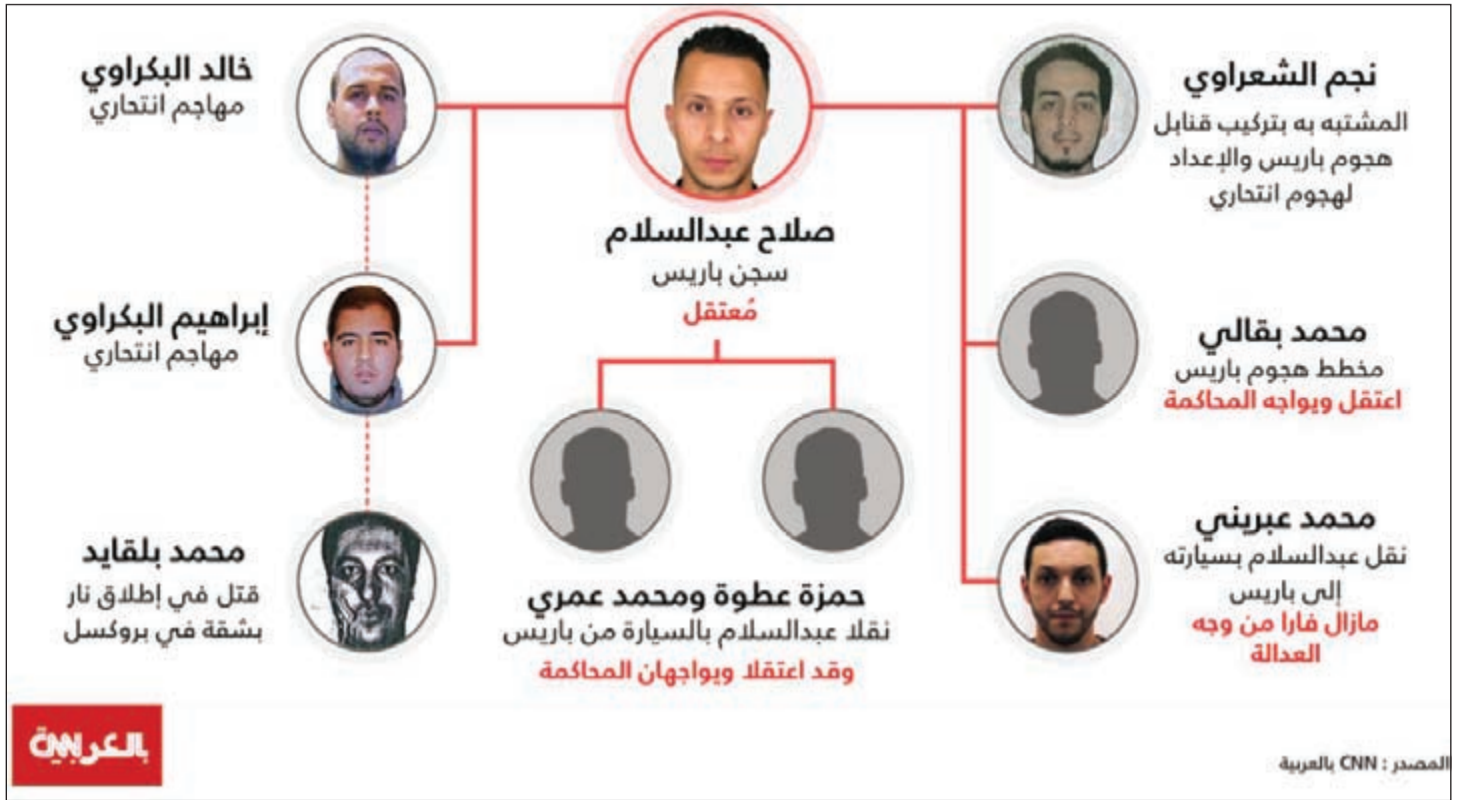 نجم الشعراوي
المشتبه به بتركيب قنابل
هجوم باريس والإعداد
لهجوم انتحاري
محمد بقالي
مخطط هجوم باريس
اعتقل ويواجه المحاكمة
محمد عبريني
نقل عبدالسلام بسيارته
إلى باريس
مازال فارا من وجه
العدالة
صلاح عبدالسلام
سجن باريس
مُعتقل
حمزة عطوة ومحمد عمري
نقلا عبدالسلام بالسيارة من باريس
وقد اعتقلا ويواجهان المحاكمة
خالد البكراوي
مهاجم انتحاري
إبراهيم البكراوي
مهاجم انتحاري
محمد بلقايد
قتل في إطلاق نار
بشقة في بروكسل
المصدر : CNN بالعربية
CNN بالعربية